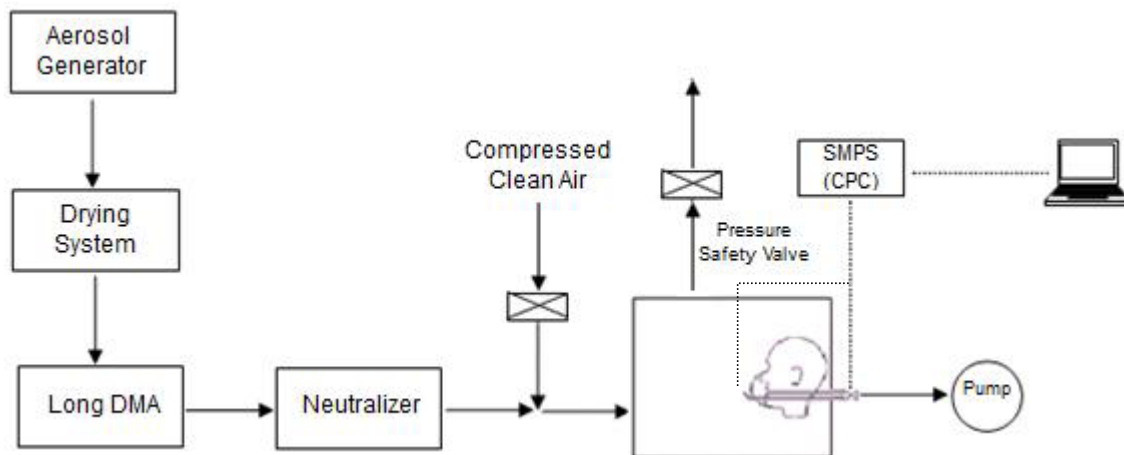 Aerosol
Generator
Drying
System
Long DMA
Neutralizer
Compressed
Clean Air
Pressure
Safety Valve
SMPS
(CPC)
Pump